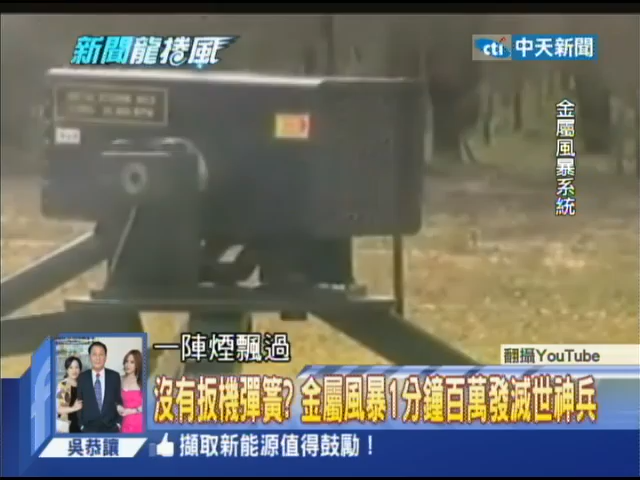 新聞龍捲風
cti 中天新聞
金屬風暴系統
一陣煙飄過
翻攝YouTube
沒有扳機彈簧? 金屬風暴1分鐘百萬發滅世神兵
吳恭讓
擷取新能源值得鼓勵!